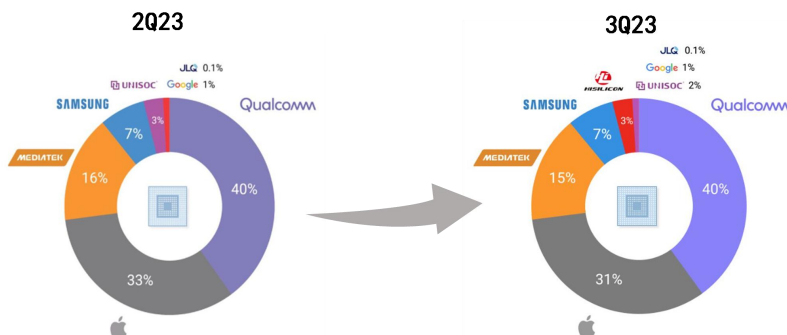 2Q23
3Q23
JLQ 0.1%
UNISOC Google 1%
SAMSUNG
Qualcomm
MEDIATEK
3%
7%
16%
40%
33%
JLQ 0.1%
Google 1%
HISILICON UNISOC 2%
SAMSUNG
Qualcomm
MEDIATEK
3%
7%
15%
40%
31%